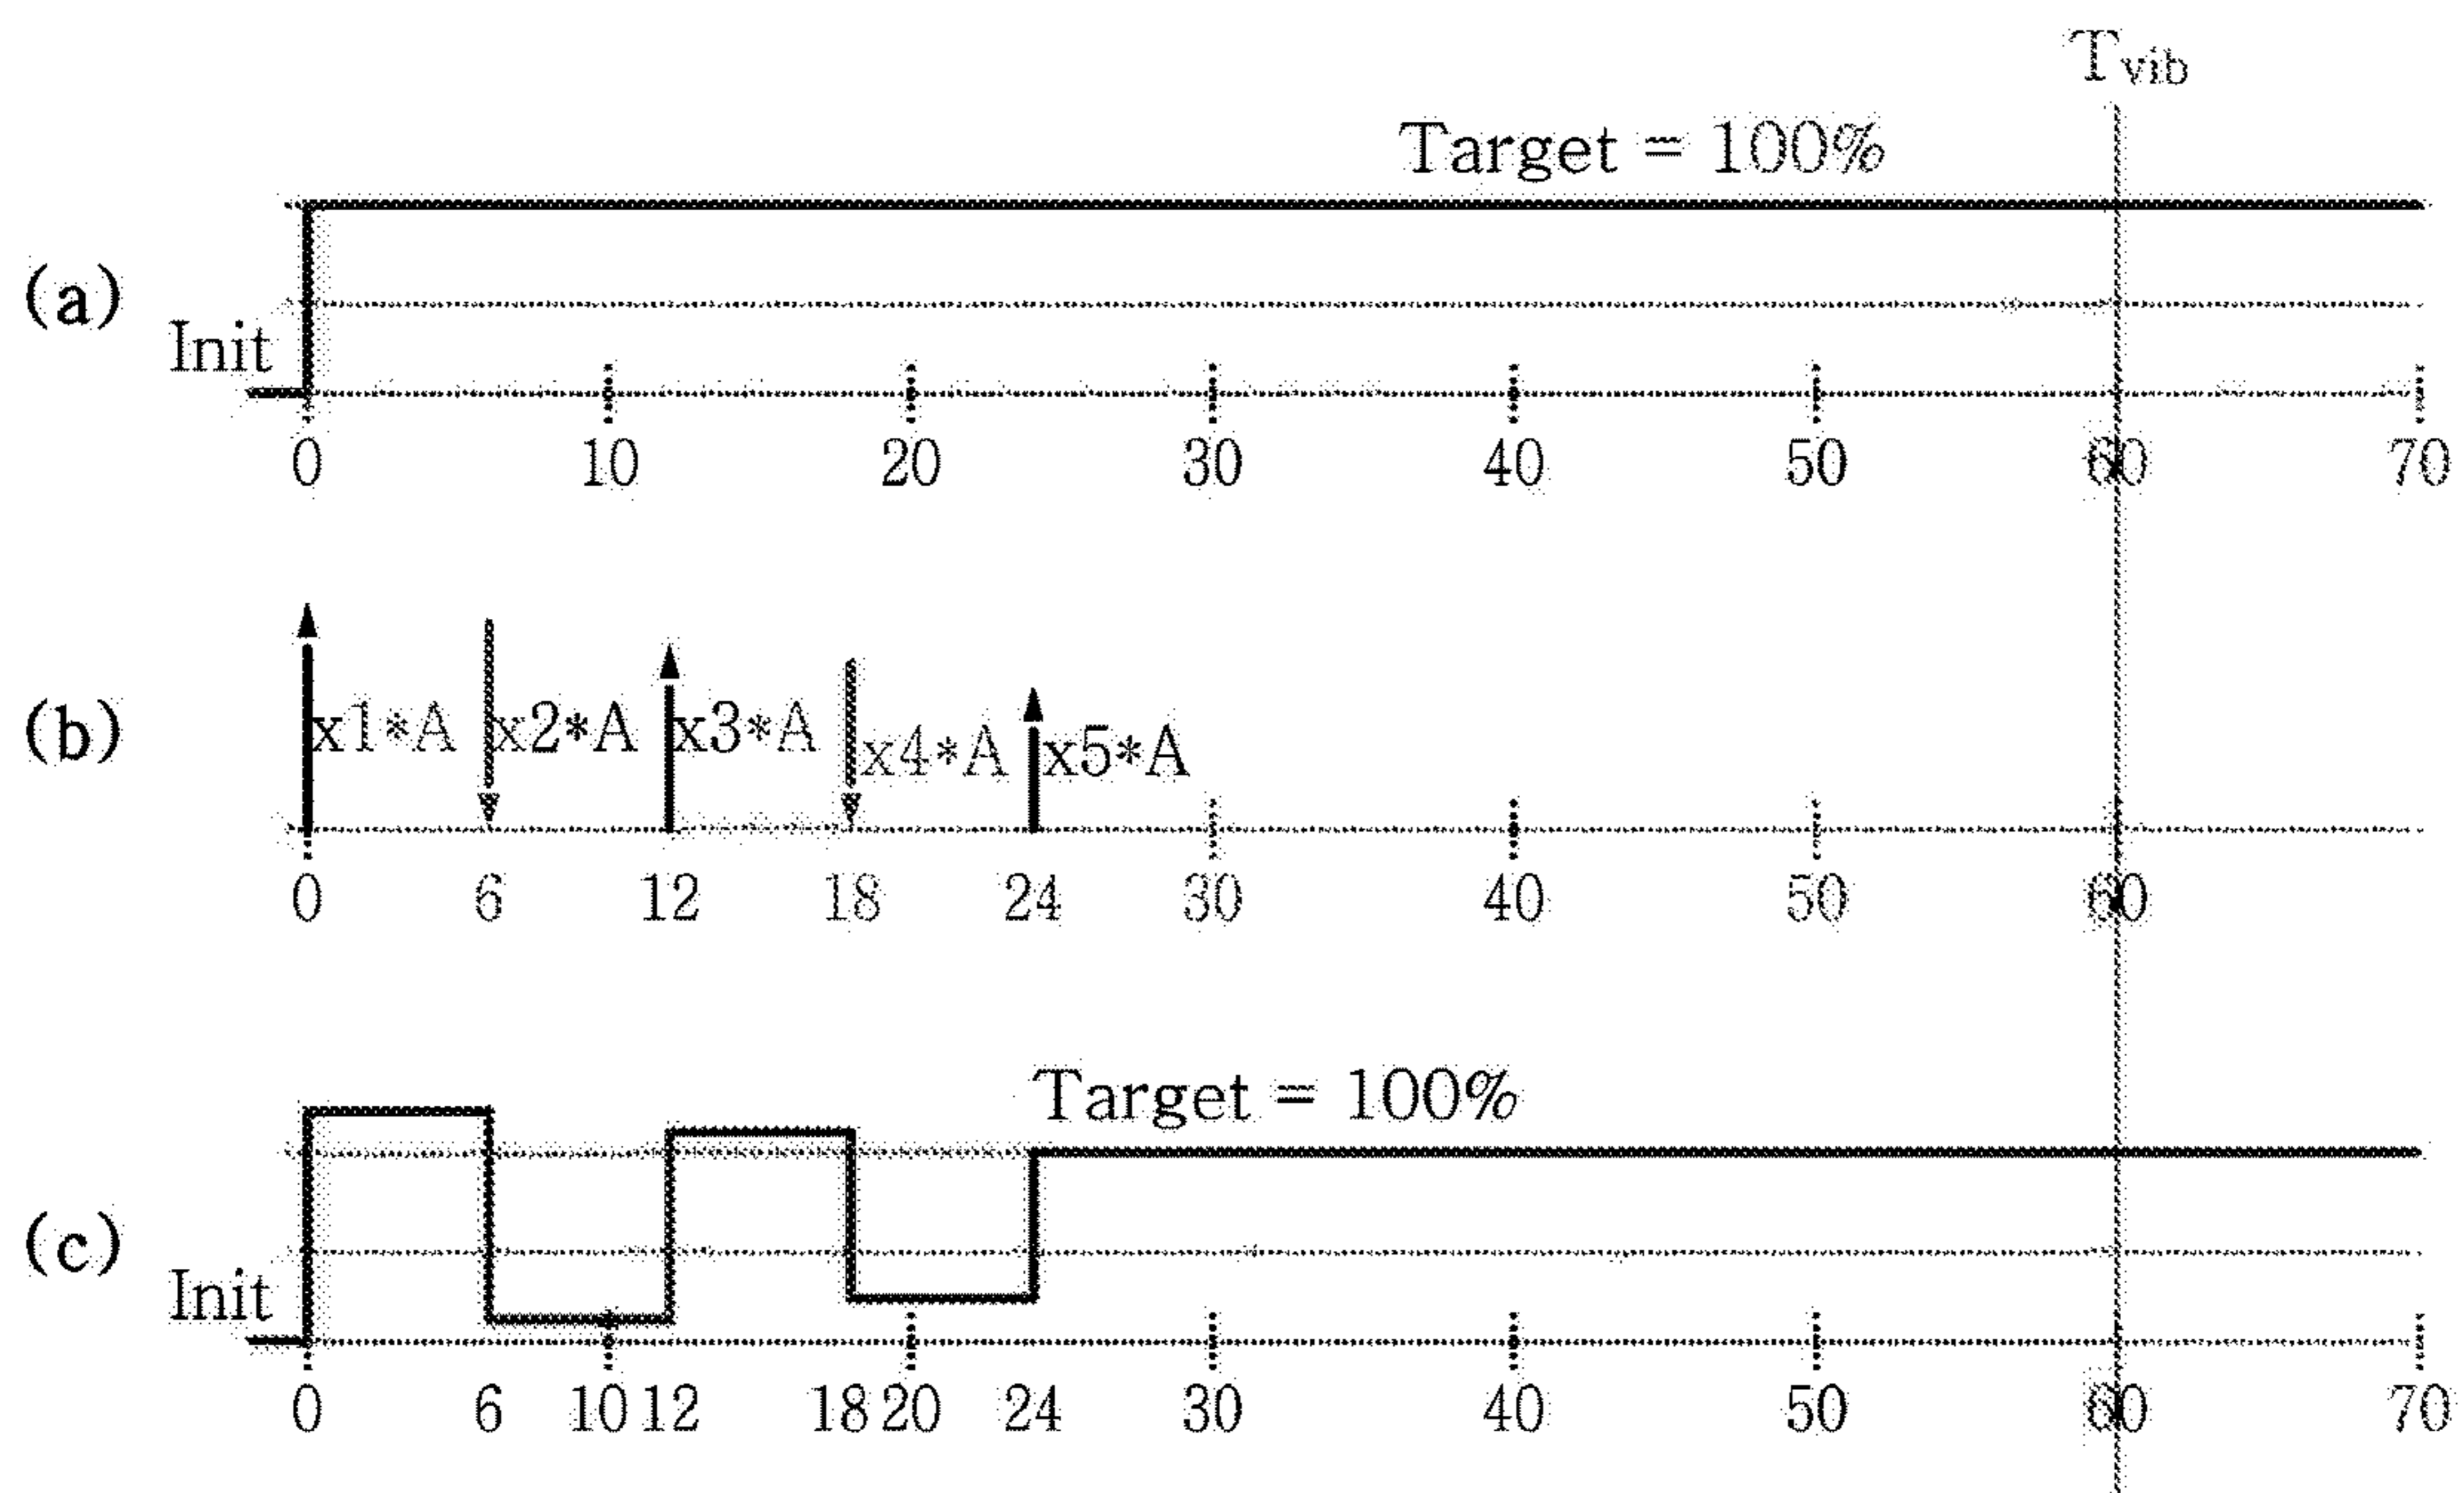 Tvib
Target = 100%
(a)
Init
0 10 20 30 40 50 60 70
(b)
x1*A x2*A x3*A x4*A x5*A
0 6 12 18 24 30 40 50 60
Target = 100%
(c)
Init
0 6 10 12 18 20 24 30 40 50 60 70